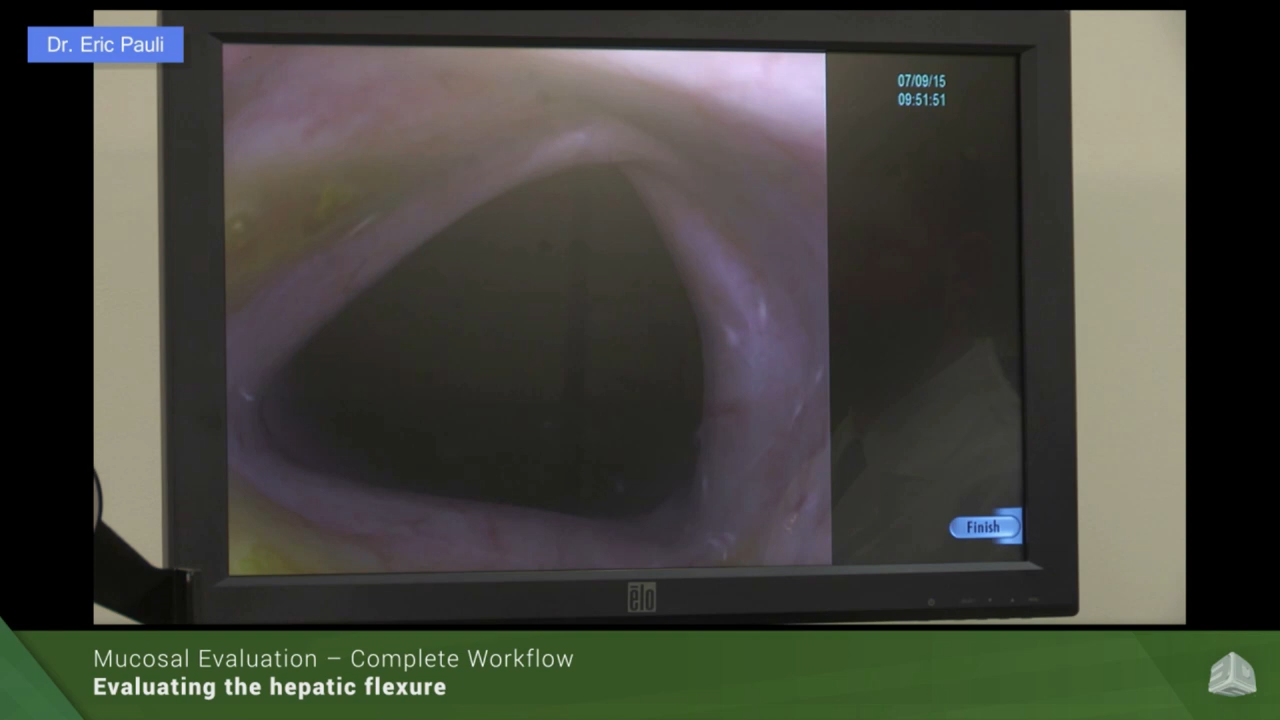 Dr. Eric Pauli
07/09/15
09:51:51
Finish
elo
Mucosal Evaluation – Complete Workflow
Evaluating the hepatic flexure